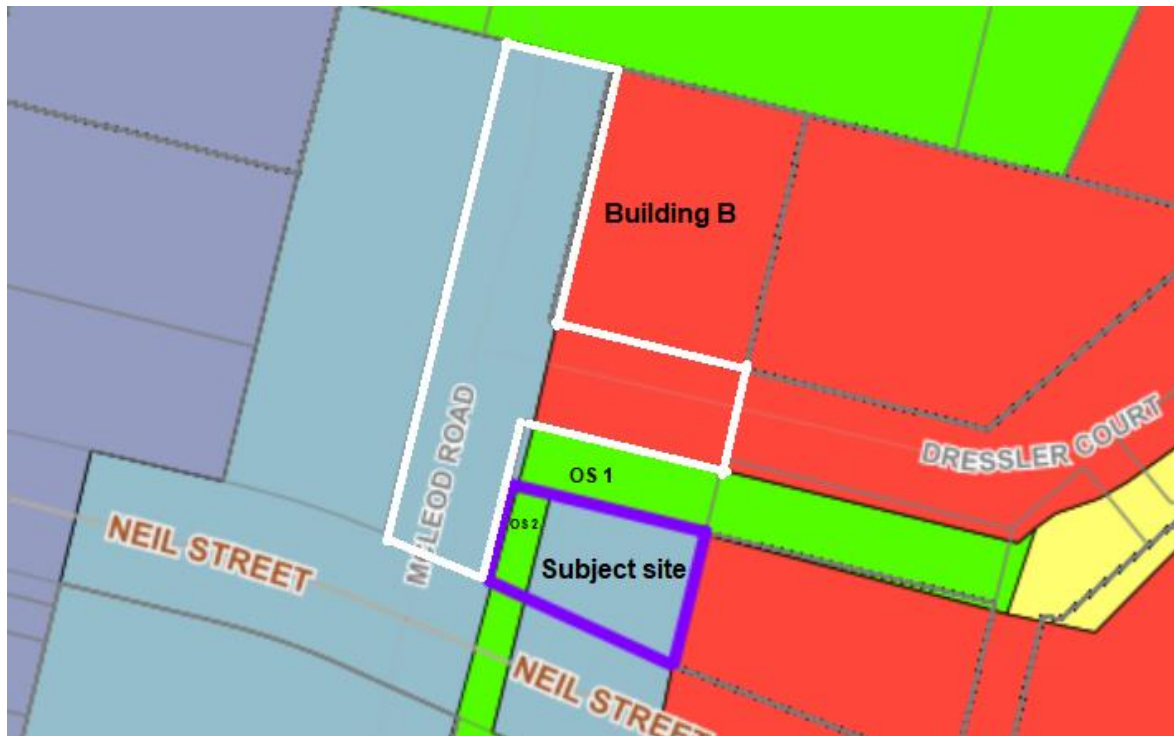 Building B
MCLEOD ROAD
DRESSLER COURT
OS 1
NEIL STREET
OS 2
Subject site
NEIL STREET